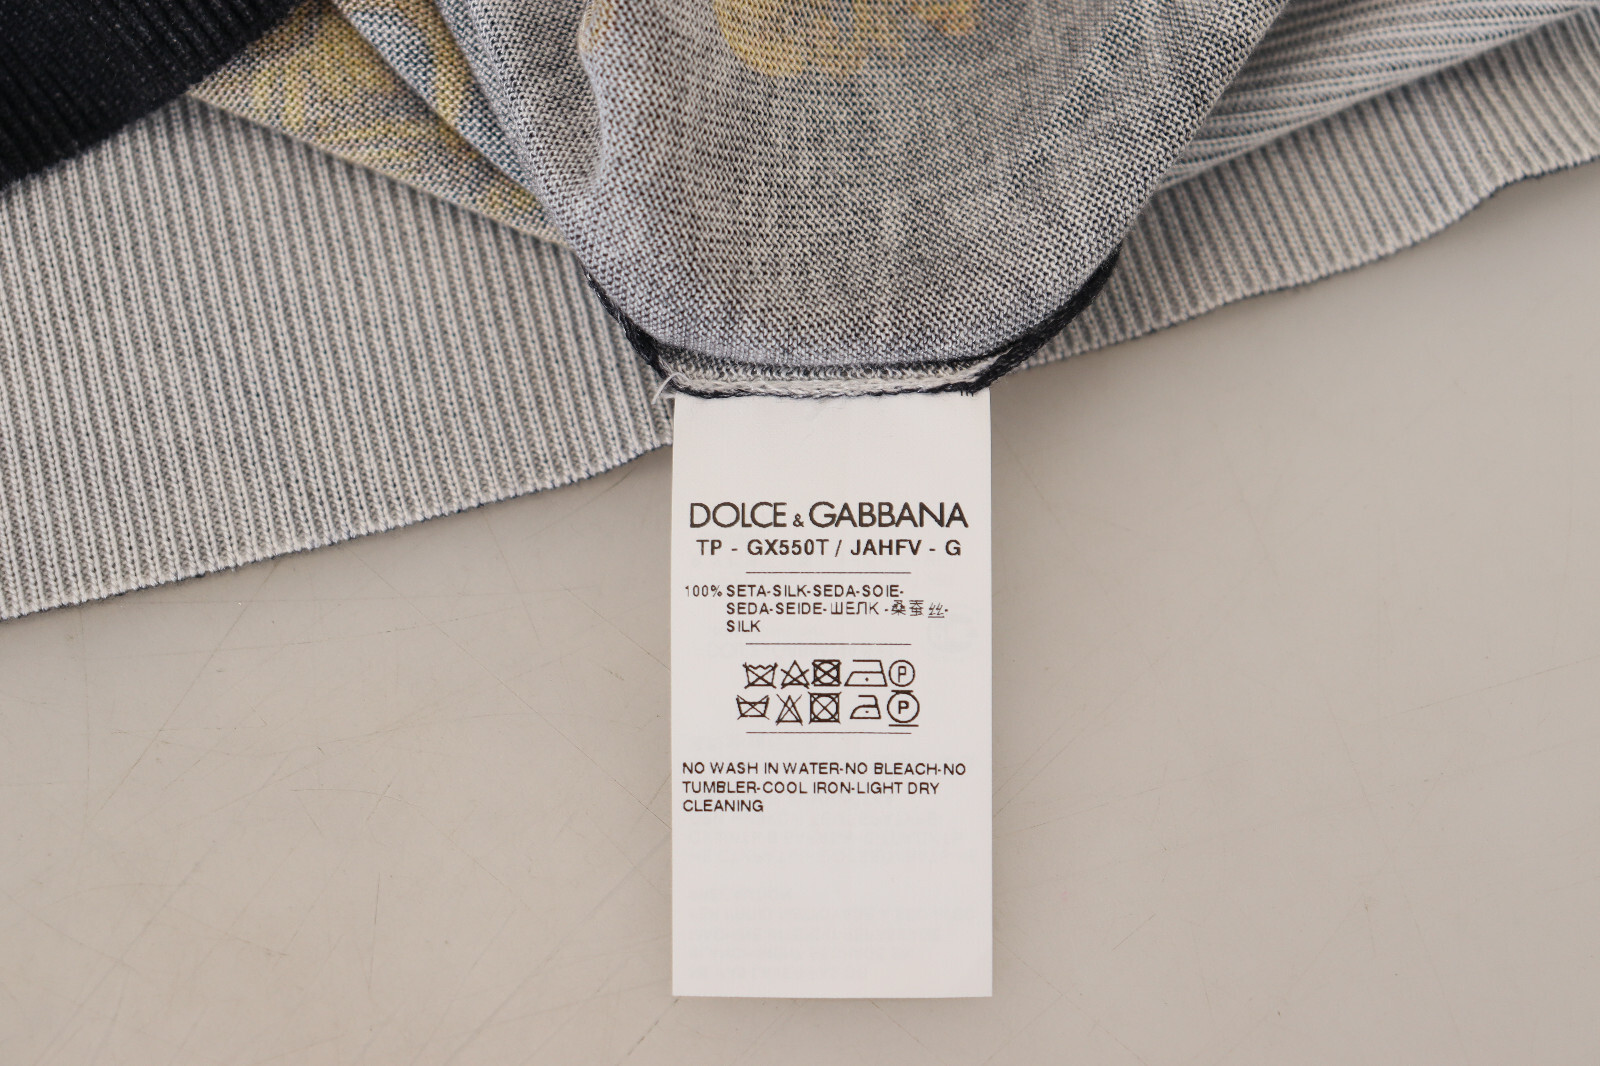 DOLCE & GABBANA
TP - GX550T / JAHFV - G
100% SETA-SILK-SEDA-SOIE-
SEDA-SEIDE-ШЕЛК-桑蚕丝-
SILK
P
P
NO WASH IN WATER-NO BLEACH-NO
TUMBLER-COOL IRON-LIGHT DRY
CLEANING